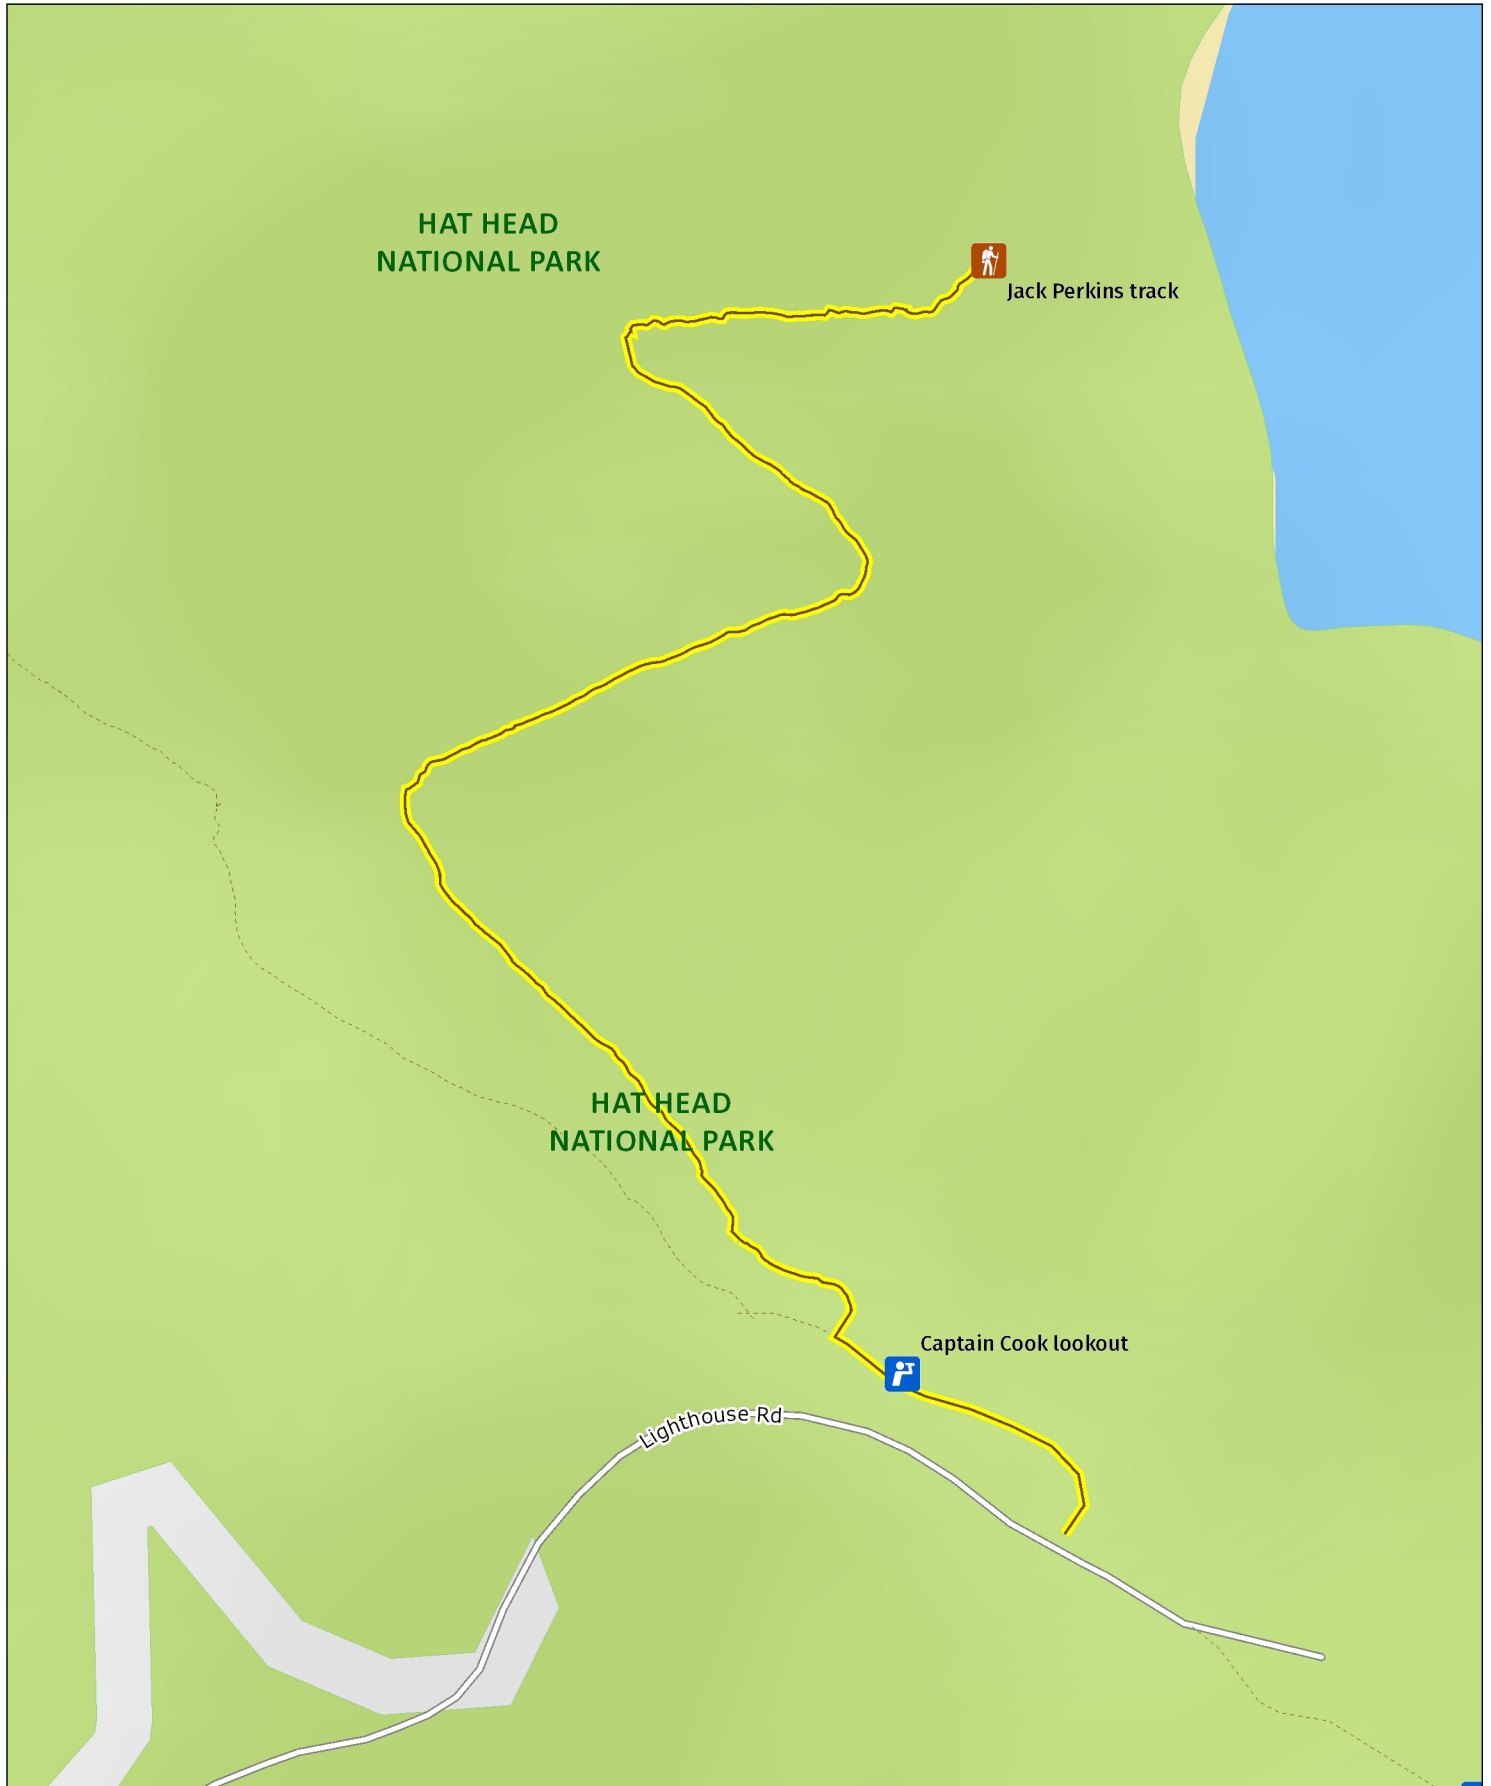 HAT HEAD
NATIONAL PARK
Jack Perkins track
HAT HEAD
NATIONAL PARK
Captain Cook lookout
Lighthouse Rd